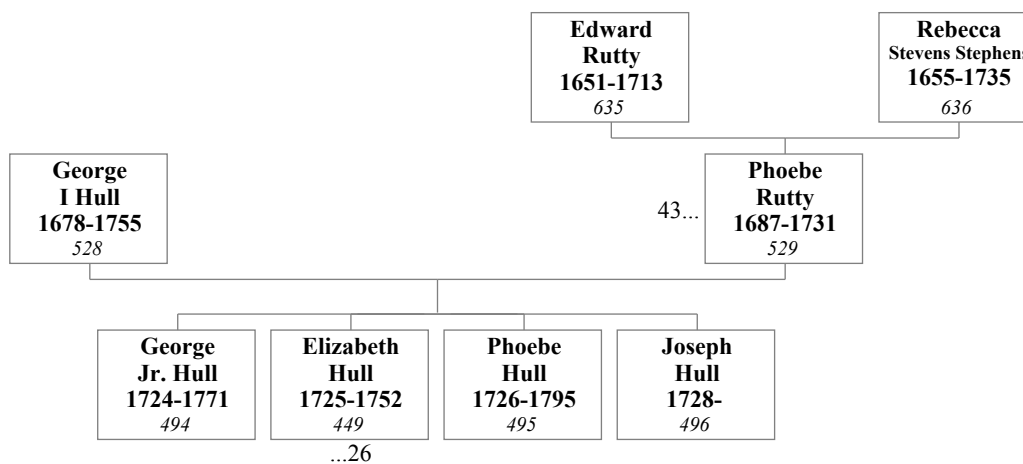 Edward
Rutty
1651-1713
635
Rebecca
Stevens Stephens
1655-1735
636
George
I Hull
1678-1755
528
43...
Phoebe
Rutty
1687-1731
529
George
Jr. Hull
1724-1771
494
Elizabeth
Hull
1725-1752
449
...26
Phoebe
Hull
1726-1795
495
Joseph
Hull
1728-
496